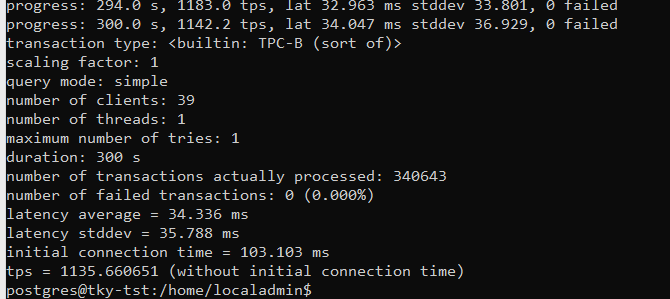 progress: 294.0 s, 1183.0 tps, lat 32.963 ms stddev 33.801, 0 failed
progress: 300.0 s, 1142.2 tps, lat 34.047 ms stddev 36.929, 0 failed
transaction type: <builtin: TPC-B (sort of)>
scaling factor: 1
query mode: simple
number of clients: 39
number of threads: 1
maximum number of tries: 1
duration: 300 s
number of transactions actually processed: 340643
number of failed transactions: 0 (0.000%)
latency average = 34.336 ms
latency stddev = 35.788 ms
initial connection time = 103.103 ms
tps = 1135.660651 (without initial connection time)
postgres@tky-tst:/home/localadmin$